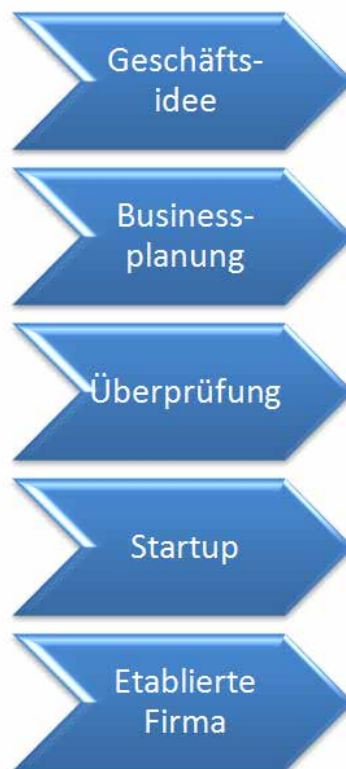 Geschäfts-
idee
Business-
planung
Überprüfung
Startup
Etablierte
Firma